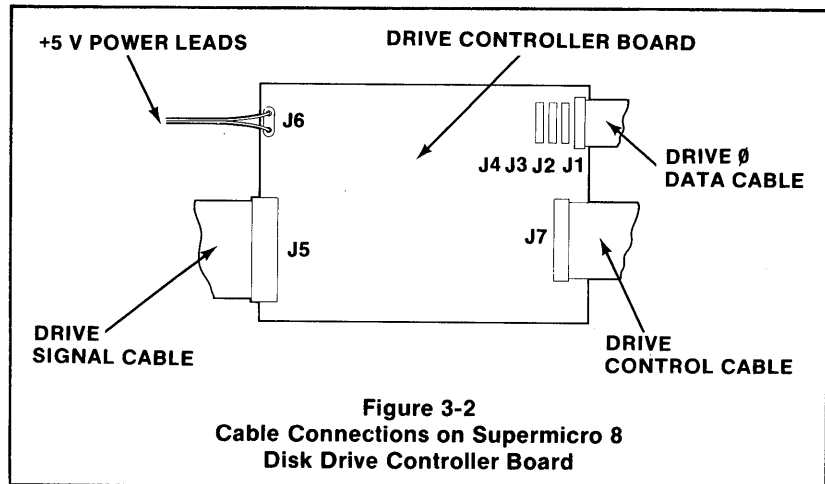 +5 V POWER LEADS
DRIVE CONTROLLER BOARD
J6
J4 J3 J2 J1
DRIVE Ø
DATA CABLE
J5
J7
DRIVE
SIGNAL CABLE
DRIVE
CONTROL CABLE
Figure 3-2
Cable Connections on Supermicro 8
Disk Drive Controller Board